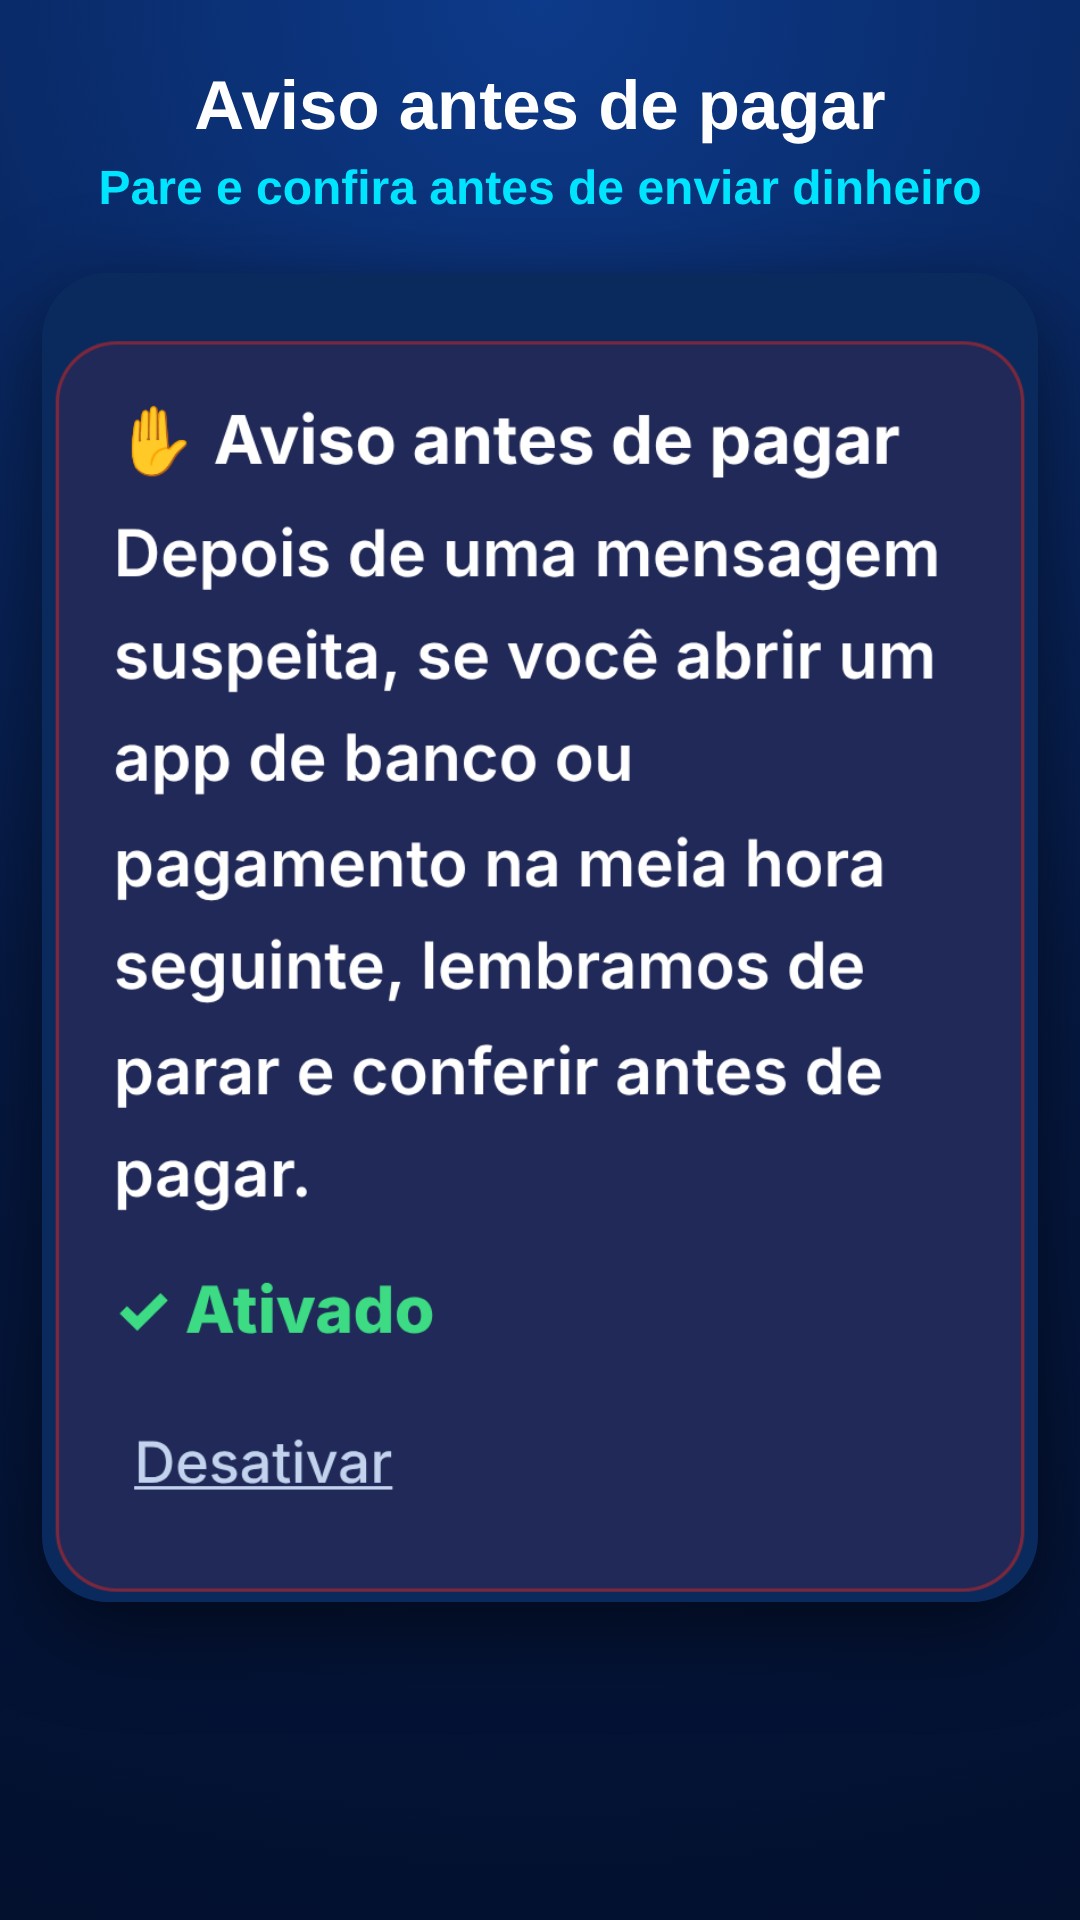 Aviso antes de pagar
Pare e confira antes de enviar dinheiro
✋ Aviso antes de pagar
Depois de uma mensagem
suspeita, se você abrir um
app de banco ou
pagamento na meia hora
seguinte, lembramos de
parar e conferir antes de
pagar.
✓ Ativado
Desativar